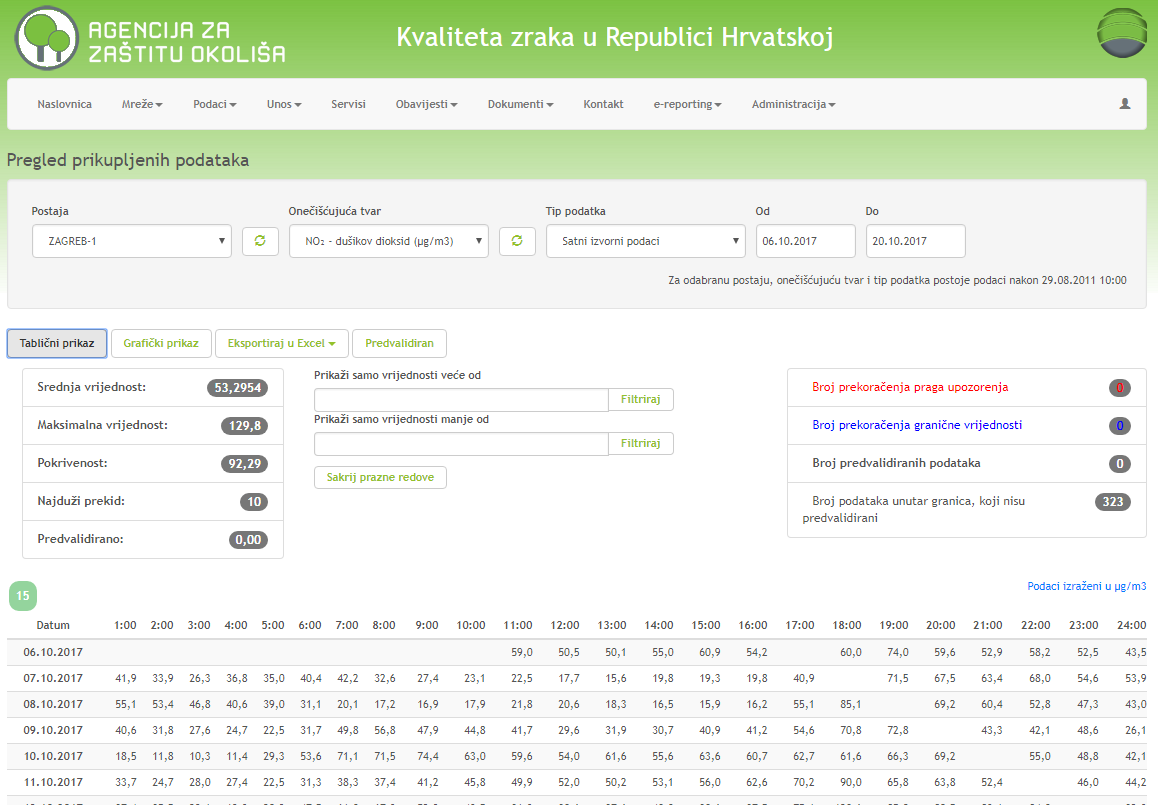 AGENCIJA ZA
ZAŠTITU OKOLIŠA
Kvaliteta zraka u Republici Hrvatskoj
Naslovnica Mreže Podaci Unos Servisi Obavijesti Dokumenti Kontakt e-reporting Administracija
Pregled prikupljenih podataka
Postaja Onečišćujuća tvar Tip podatka Od Do
ZAGREB-1 NO₂ - dušikov dioksid (µg/m3) Satni izvorni podaci 06.10.2017 20.10.2017
Za odabranu postaju, onečišćujuću tvar i tip podatka postoje podaci nakon 29.08.2011 10:00
Tablični prikaz Grafički prikaz Eksportiraj u Excel Predvalidiran
Srednja vrijednost: 53,2954
Maksimalna vrijednost: 129,8
Pokrivenost: 92,29
Najduži prekid: 10
Predvalidirano: 0,00
Prikaži samo vrijednosti veće od
Filtriraj
Prikaži samo vrijednosti manje od
Filtriraj
Sakrij prazne redove
Broj prekoračenja praga upozorenja 0
Broj prekoračenja granične vrijednosti 0
Broj predvalidiranih podataka 0
Broj podataka unutar granica, koji nisu 323
predvalidirani
Podaci izraženi u µg/m3
15
Datum 1:00 2:00 3:00 4:00 5:00 6:00 7:00 8:00 9:00 10:00 11:00 12:00 13:00 14:00 15:00 16:00 17:00 18:00 19:00 20:00 21:00 22:00 23:00 24:00
06.10.2017 59,0 50,5 50,1 55,0 60,9 54,2 60,0 74,0 59,6 52,9 58,2 52,5 43,5
07.10.2017 41,9 33,9 26,3 36,8 35,0 40,4 42,2 32,6 27,4 23,1 22,5 17,7 15,6 19,8 19,3 19,8 40,9 71,5 67,5 63,4 68,0 54,6 53,9
08.10.2017 55,1 53,4 46,8 40,6 39,0 31,1 20,1 17,2 16,9 17,9 21,8 20,6 18,3 16,5 15,9 16,2 55,1 85,1 69,2 60,4 52,8 47,3 43,0
09.10.2017 40,6 31,8 27,6 24,7 22,5 31,7 49,8 56,8 47,9 44,8 41,7 29,6 31,9 30,7 40,9 41,2 54,6 70,8 72,8 43,3 42,1 48,6 26,1
10.10.2017 18,5 11,8 10,3 11,4 29,3 53,6 71,1 71,5 74,4 63,0 59,6 54,0 61,6 55,6 63,6 60,7 62,7 61,6 66,3 69,2 55,0 48,8 42,1
11.10.2017 33,7 24,7 28,0 27,4 22,5 31,3 38,3 37,4 41,2 45,8 49,9 52,0 50,2 53,1 56,0 62,6 70,2 90,0 65,8 63,8 52,4 46,0 44,2